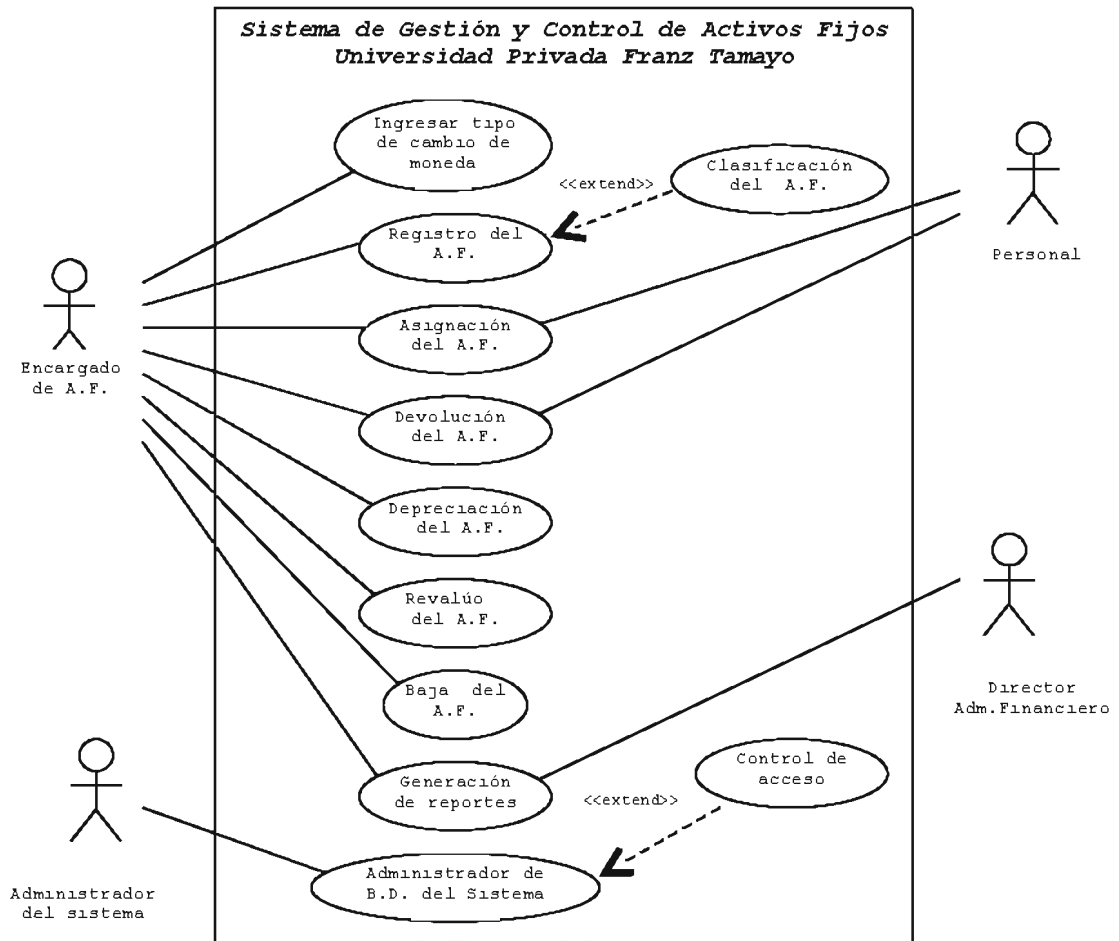 Sistema de Gestión y Control de Activos Fijos
Universidad Privada Franz Tamayo
Ingresar tipo
de cambio de
moneda
<<extend>>
Clasificación
del A.F.
Registro del
A.F.
Personal
Asignación
del A.F.
Encargado
de A.F.
Devolución
del A.F.
Depreciación
del A.F.
Revalúo
del A.F.
Baja del
A.F.
Director
Adm.Financiero
Generación
de reportes
<<extend>>
Control de
acceso
Administrador de
B.D. del Sistema
Administrador
del sistema